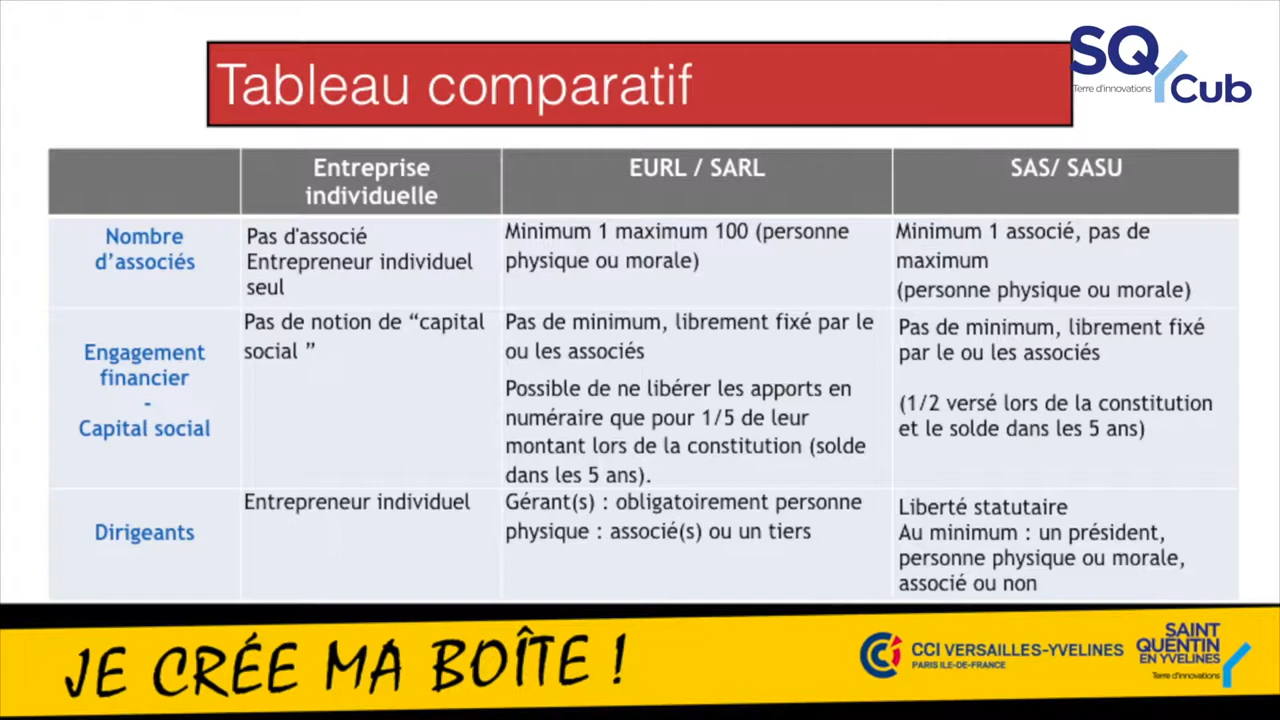 Tableau comparatif
SQY Cub
Terre d'innovations
Entreprise
individuelle
EURL / SARL
SAS/ SASU
Nombre
d’associés
Pas d'associé
Entrepreneur individuel
seul
Minimum 1 maximum 100 (personne
physique ou morale)
Minimum 1 associé, pas de
maximum
(personne physique ou morale)
Engagement
financier
-
Capital social
Pas de notion de “capital
social ”
Pas de minimum, librement fixé par le
ou les associés
Possible de ne libérer les apports en
numéraire que pour 1/5 de leur
montant lors de la constitution (solde
dans les 5 ans).
Pas de minimum, librement fixé
par le ou les associés
(1/2 versé lors de la constitution
et le solde dans les 5 ans)
Dirigeants
Entrepreneur individuel
Gérant(s) : obligatoirement personne
physique : associé(s) ou un tiers
Liberté statutaire
Au minimum : un président,
personne physique ou morale,
associé ou non
JE CRÉE MA BOÎTE !
CCI VERSAILLES-YVELINES
PARIS ILE-DE-FRANCE
SAINT
QUENTIN
EN YVELINES
Terre d'innovations